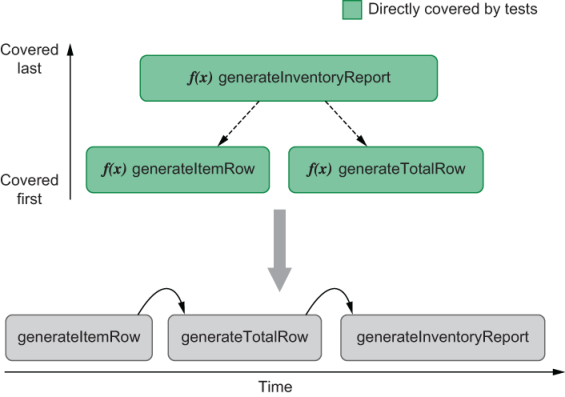 Directly covered by tests
Covered
last
f(x) generateInventoryReport
f(x) generateItemRow
f(x) generateTotalRow
Covered
first
generateItemRow
generateTotalRow
generateInventoryReport
Time